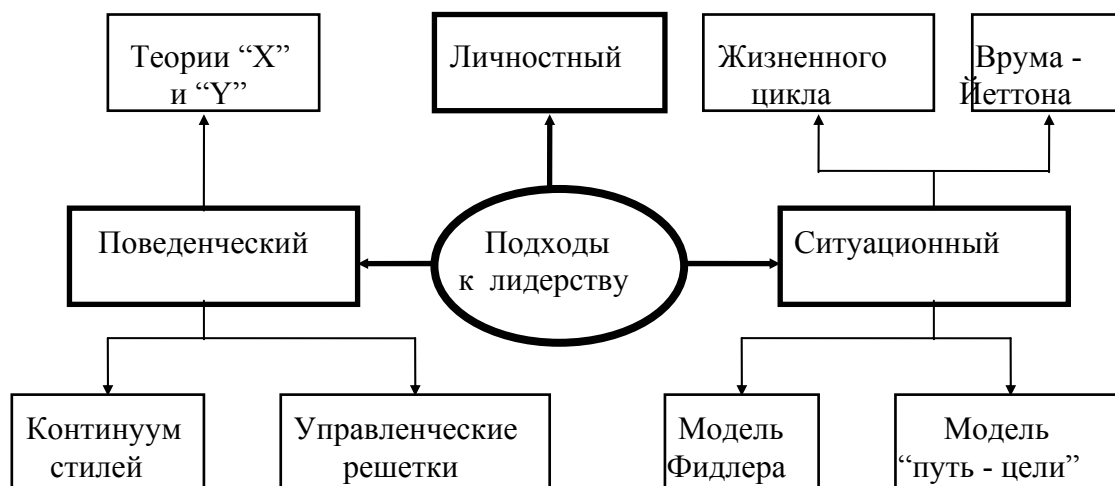 Теории “X”
и “Y”
Личностный
Жизненного
цикла
Врума -
Йеттона
Поведенческий
Подходы
к лидерству
Ситуационный
Континуум
стилей
Управленческие
решетки
Модель
Фидлера
Модель
“путь - цели”